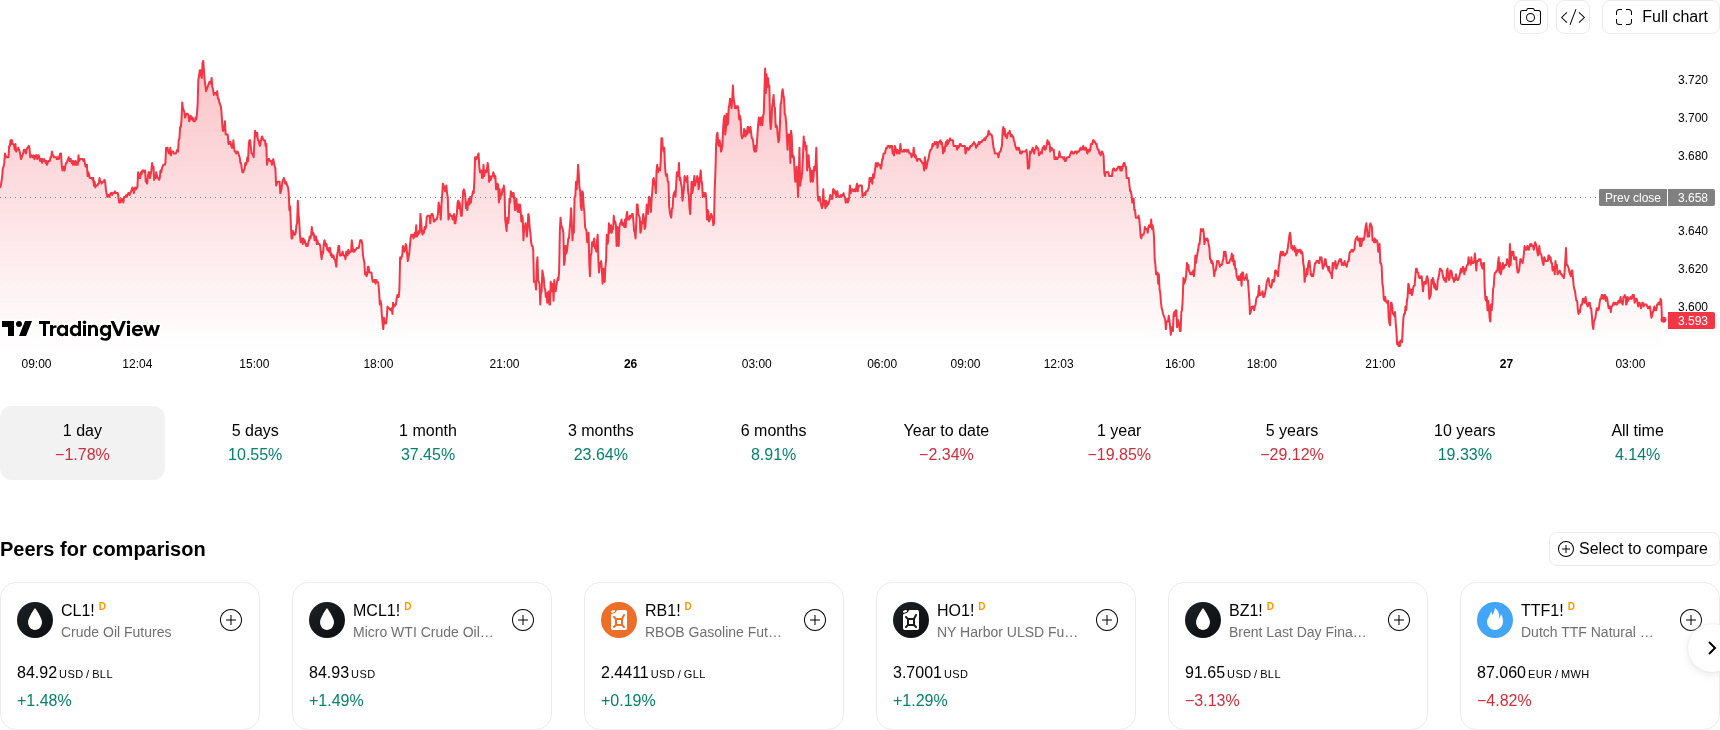 Full chart
3.720
3.700
3.680
Prev close 3.658
3.640
3.620
3.600
3.593
TradingView
09:00 12:04 15:00 18:00 21:00 26 03:00 06:00 09:00 12:03 16:00 18:00 21:00 27 03:00
1 day 5 days 1 month 3 months 6 months Year to date 1 year 5 years 10 years All time
−1.78% 10.55% 37.45% 23.64% 8.91% −2.34% −19.85% −29.12% 19.33% 4.14%
Peers for comparison
Select to compare
CL1! D
Crude Oil Futures
84.92 USD / BLL
+1.48%
MCL1! D
Micro WTI Crude Oil…
84.93 USD
+1.49%
RB1! D
RBOB Gasoline Fut…
2.4411 USD / GLL
+0.19%
HO1! D
NY Harbor ULSD Fu…
3.7001 USD
+1.29%
BZ1! D
Brent Last Day Fina…
91.65 USD / BLL
−3.13%
TTF1! D
Dutch TTF Natural …
87.060 EUR / MWH
−4.82%